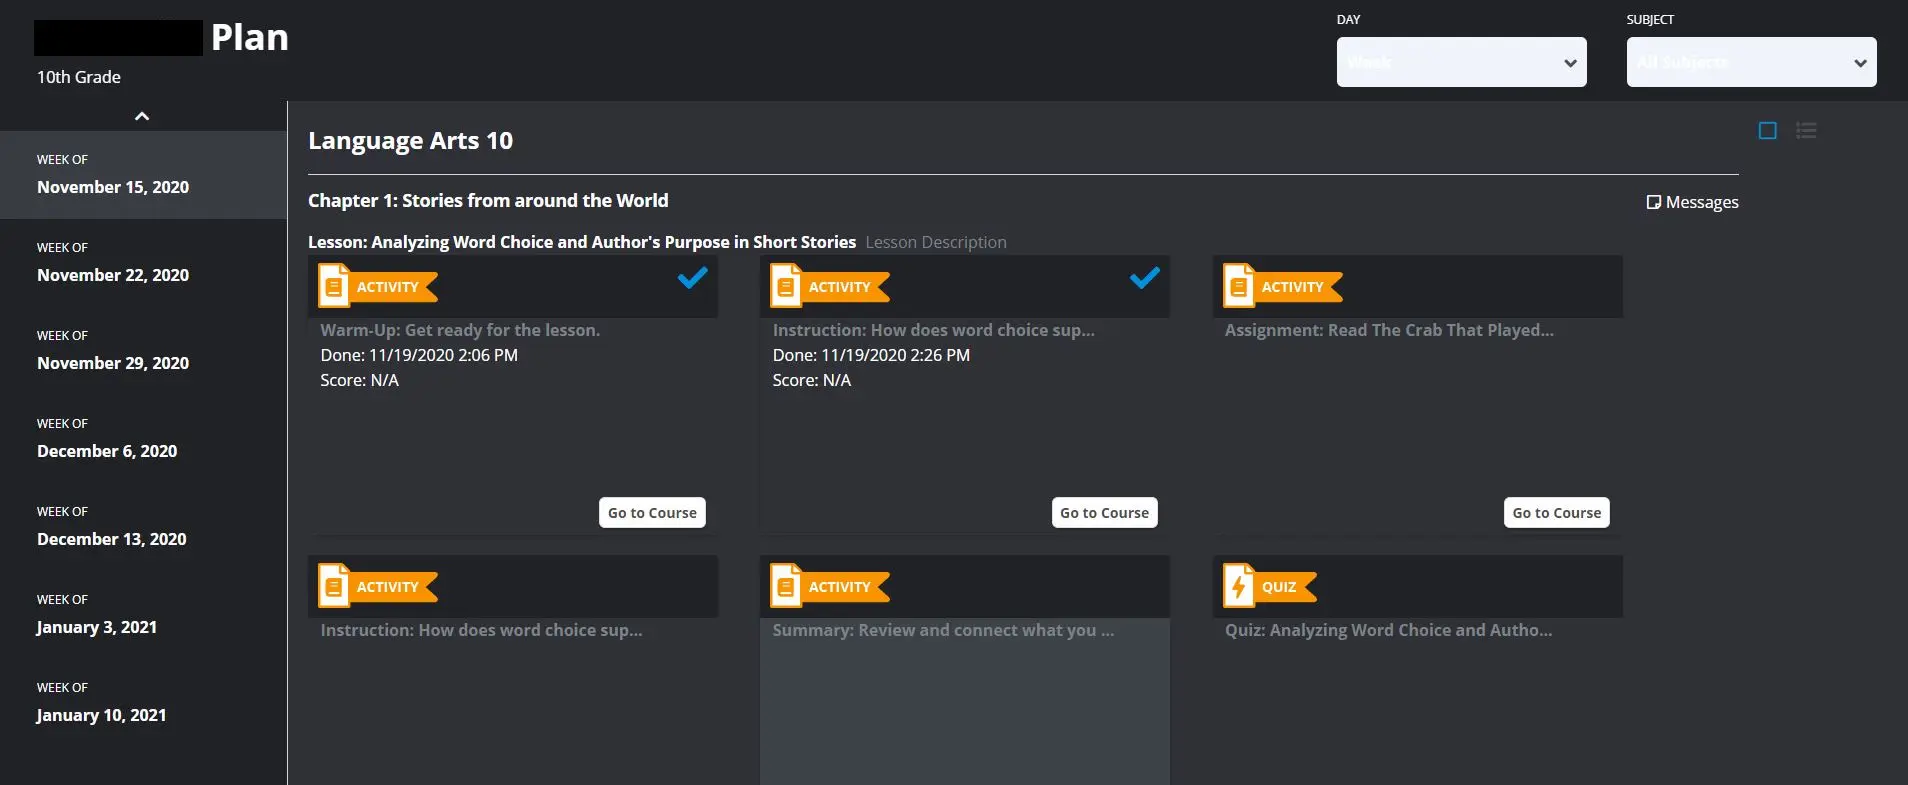 Plan
10th Grade
DAY
Week
SUBJECT
All Subjects
WEEK OF
November 15, 2020
WEEK OF
November 22, 2020
WEEK OF
November 29, 2020
WEEK OF
December 6, 2020
WEEK OF
December 13, 2020
WEEK OF
January 3, 2021
WEEK OF
January 10, 2021
Language Arts 10
Chapter 1: Stories from around the World
Messages
Lesson: Analyzing Word Choice and Author's Purpose in Short Stories Lesson Description
ACTIVITY
Warm-Up: Get ready for the lesson.
Done: 11/19/2020 2:06 PM
Score: N/A
Go to Course
ACTIVITY
Instruction: How does word choice sup...
Done: 11/19/2020 2:26 PM
Score: N/A
Go to Course
ACTIVITY
Assignment: Read The Crab That Played...
Go to Course
ACTIVITY
Instruction: How does word choice sup...
ACTIVITY
Summary: Review and connect what you ...
QUIZ
Quiz: Analyzing Word Choice and Autho...